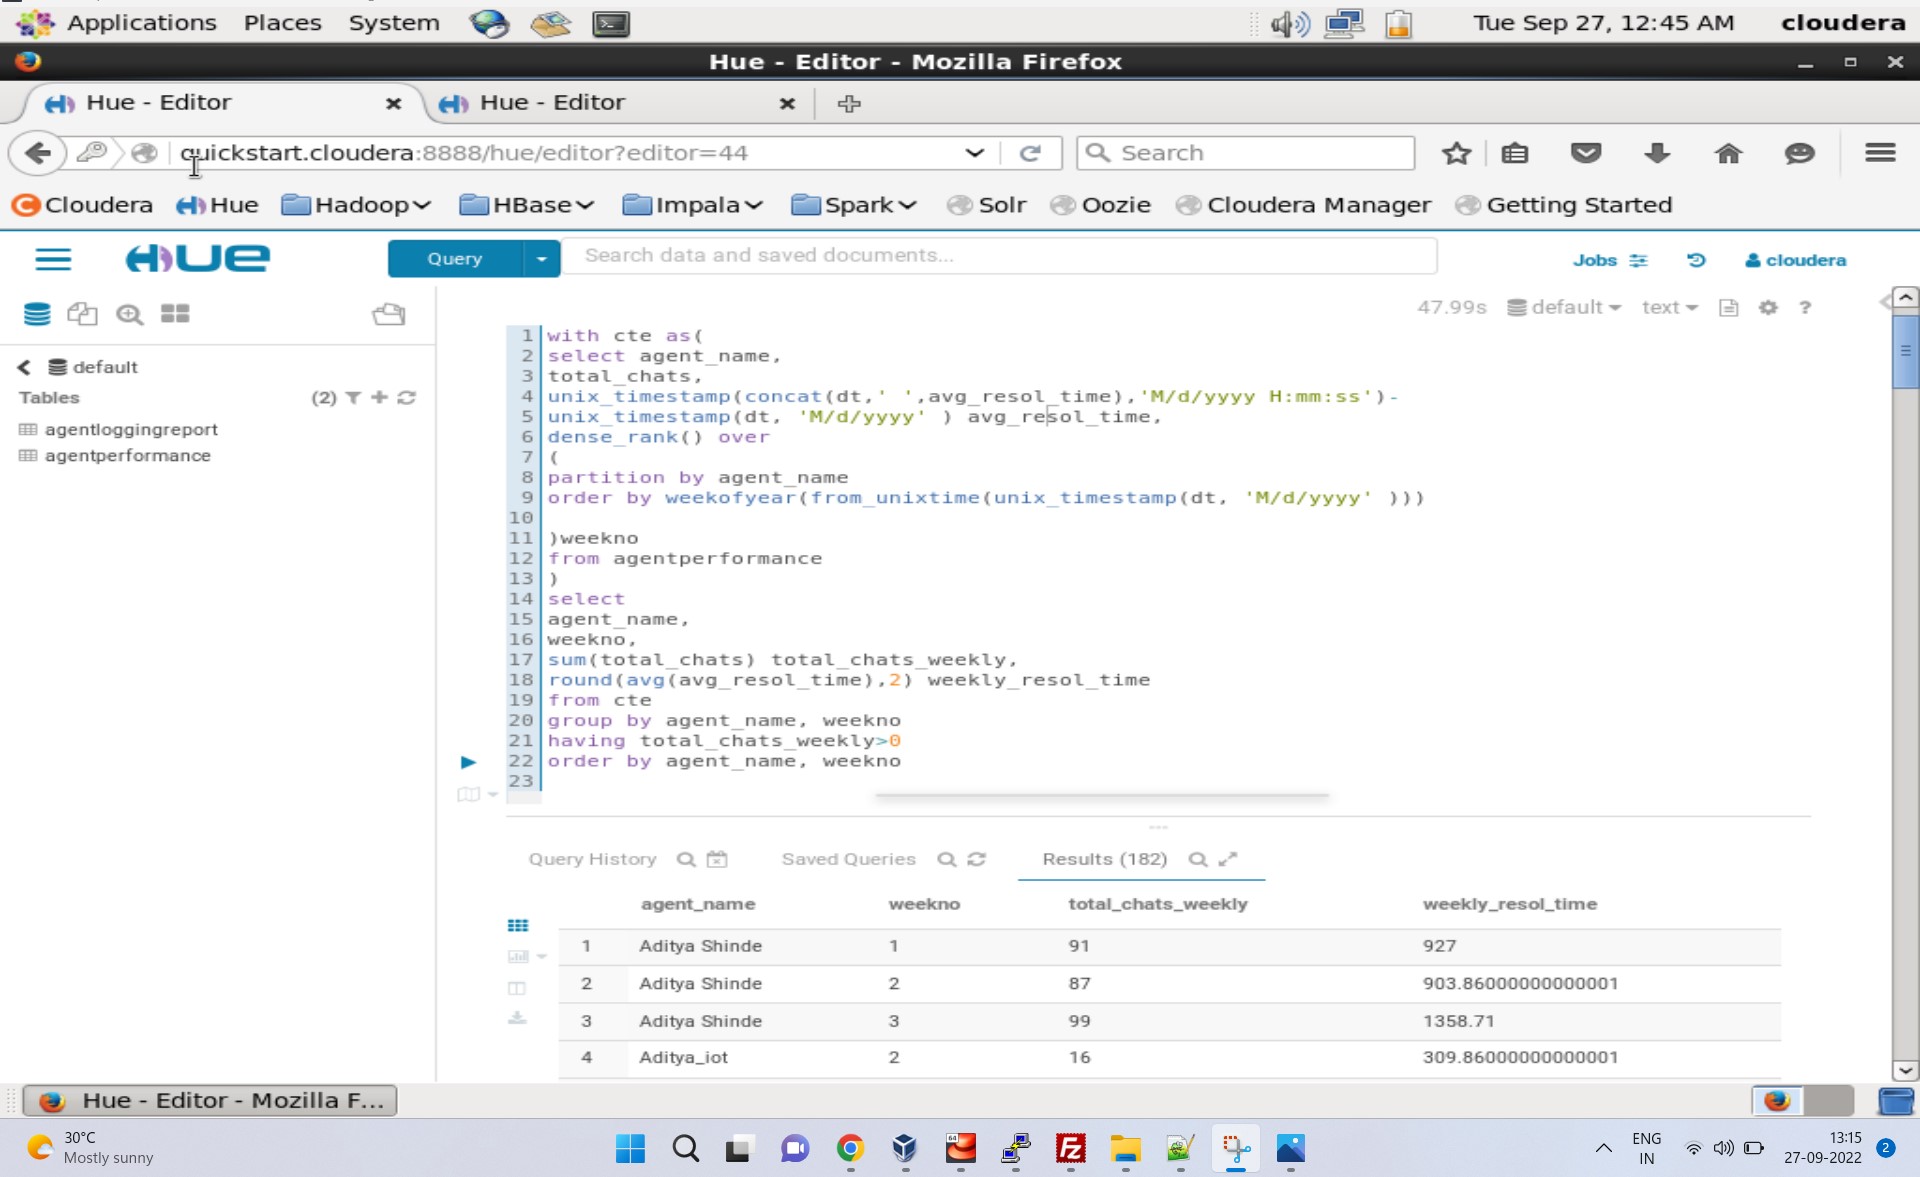 Applications Places System Tue Sep 27, 12:45 AM cloudera
Hue - Editor - Mozilla Firefox
Hue - Editor Hue - Editor
quickstart.cloudera:8888/hue/editor?editor=44 Search
Cloudera Hue Hadoop HBase Impala Spark Solr Oozie Cloudera Manager Getting Started
HUE Query Search data and saved documents... Jobs cloudera
47.99s default text ?
default
Tables (2)
agentloggingreport
agentperformance
1 with cte as(
2 select agent_name,
3 total_chats,
4 unix_timestamp(concat(dt,' ',avg_resol_time),'M/d/yyyy H:mm:ss')-
5 unix_timestamp(dt, 'M/d/yyyy' ) avg_resol_time,
6 dense_rank() over
7 (
8 partition by agent_name
9 order by weekofyear(from_unixtime(unix_timestamp(dt, 'M/d/yyyy' )))
10
11 )weekno
12 from agentperformance
13 )
14 select
15 agent_name,
16 weekno,
17 sum(total_chats) total_chats_weekly,
18 round(avg(avg_resol_time),2) weekly_resol_time
19 from cte
20 group by agent_name, weekno
21 having total_chats_weekly>0
22 order by agent_name, weekno
23
Query History Saved Queries Results (182)
agent_name weekno total_chats_weekly weekly_resol_time
1 Aditya Shinde 1 91 927
2 Aditya Shinde 2 87 903.86000000000001
3 Aditya Shinde 3 99 1358.71
4 Aditya_iot 2 16 309.86000000000001
Hue - Editor - Mozilla F...
30°C
Mostly sunny
64
ENG
IN
13:15
27-09-2022
2